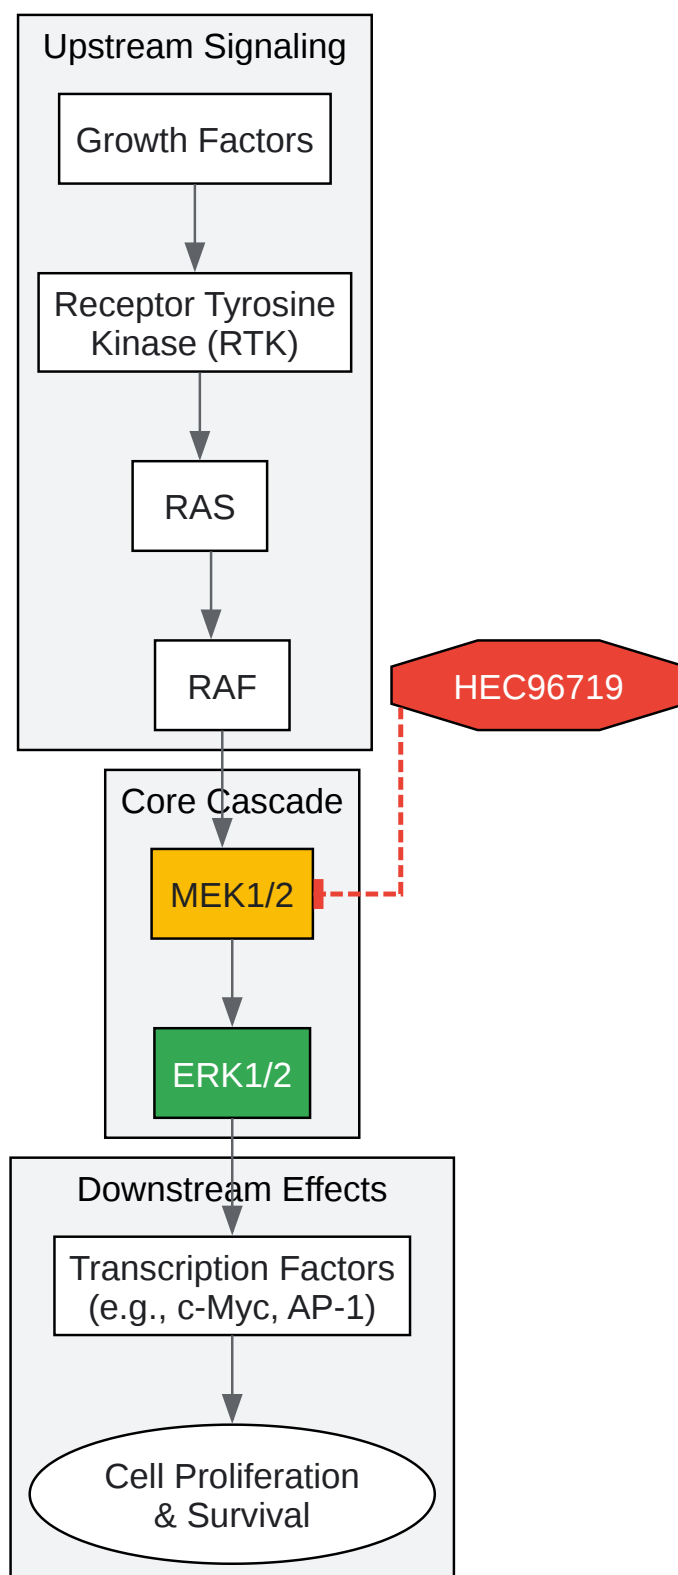 Upstream Signaling
Growth Factors
Receptor Tyrosine
Kinase (RTK)
RAS
RAF
HEC96719
Core Cascade
MEK1/2
ERK1/2
Downstream Effects
Transcription Factors
(e.g., c-Myc, AP-1)
Cell Proliferation
& Survival